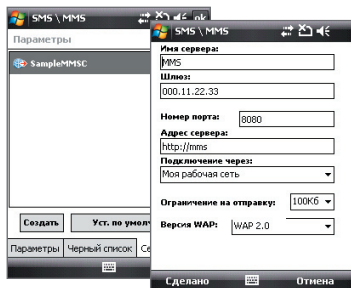 SMS \ MMS
ok
Параметры
SampleMMSC
Создать
Уст. по умол
Параметры
Черный список
Се
SMS \ MMS
Имя сервера:
MMS
Шлюз:
000.11.22.33
Номер порта:
8080
Адрес сервера:
http://mms
Подключение через:
Моя рабочая сеть
Ограничение на отправку:
100Кб
Версия WAP:
WAP 2.0
Сделано
Отмена